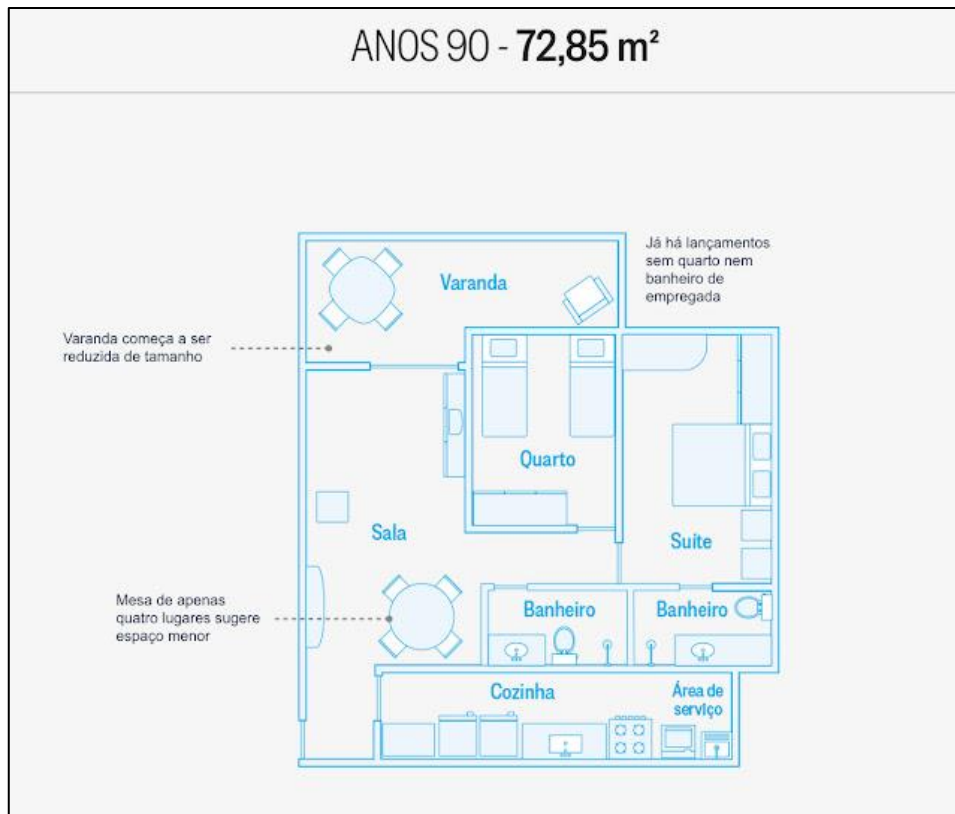 ANOS 90 - 72,85 m²
Já há lançamentos
sem quarto nem
banheiro de
empregada
Varanda
Varanda começa a ser
reduzida de tamanho
Quarto
Sala
Suíte
Mesa de apenas
quatro lugares sugere
espaço menor
Banheiro
Banheiro
Cozinha
Área de
serviço